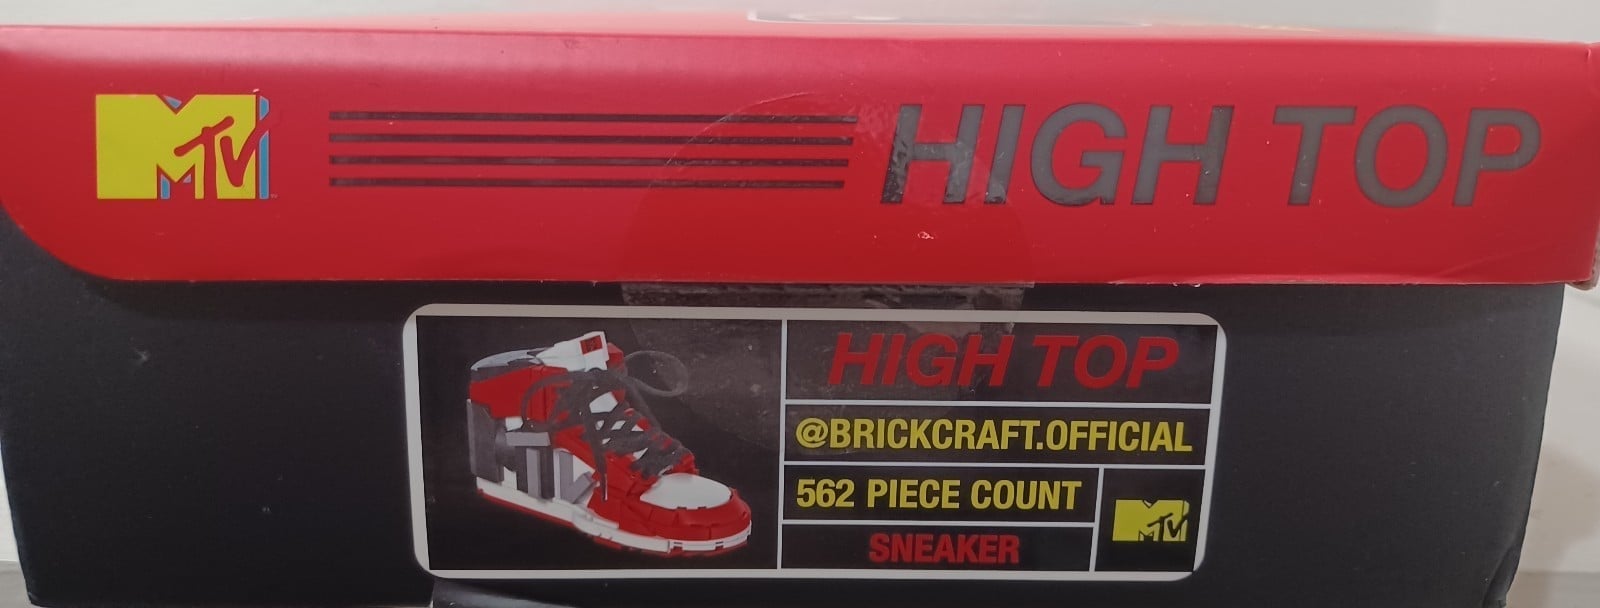 MTV
HIGH TOP
HIGH TOP
@BRICKCRAFT.OFFICIAL
562 PIECE COUNT
MTV
SNEAKER